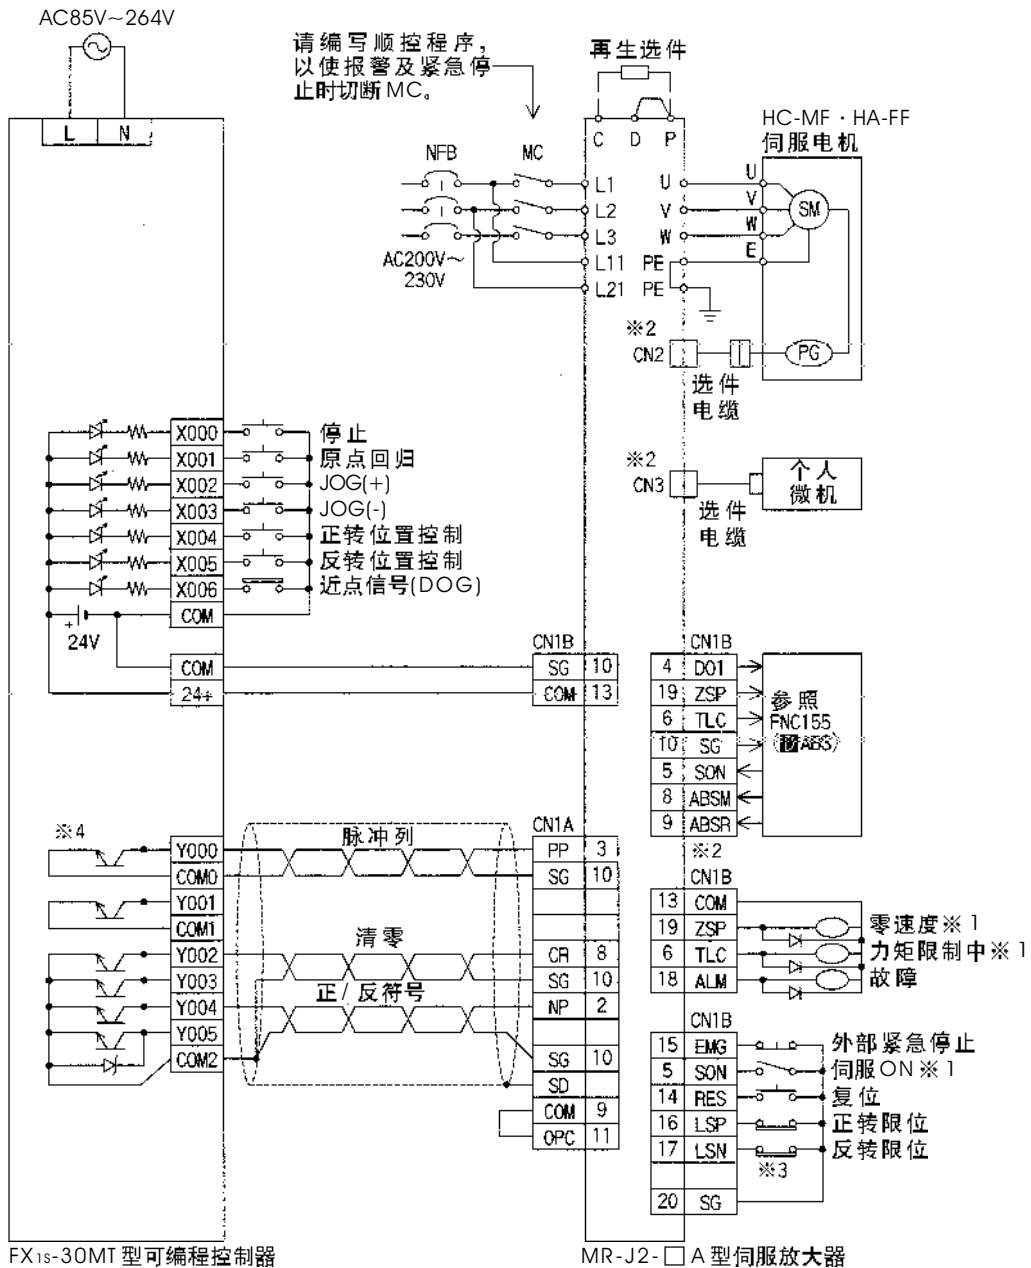 AC85V~264V
请编写顺控程序,
以使报警及紧急停
止时切断MC。
再生选件
L N
C D P
HC-MF·HA-FF
伺服电机
NFB MC
L1 U U
L2 V V SM
L3 W W
AC200V~
230V
L11 PE E
L21 PE
※2
CN2 PG
选件
电缆
※2
CN3 个人
微机
选件
电缆
X000 停止
X001 原点回归
X002 JOG(+)
X003 JOG(-)
X004 正转位置控制
X005 反转位置控制
X006 近点信号(DOG)
COM
+ 24V
CN1B
COM SG 10
24+ COM 13
CN1B
4 DO1
19 ZSP
6 TLC
10 SG
5 SON
8 ABSM
9 ABSR
参照
FNC155
ABS
※2
※4
脉冲列
CN1A
Y000 PP 3
COM0 SG 10
Y001
COM1
清零
Y002 CR 8
Y003 SG 10
正/反符号
Y004 NP 2
Y005
COM2 SG 10
SD
COM 9
OPC 11
CN1B
13 COM
19 ZSP 零速度※1
6 TLC 力矩限制中※1
18 ALM 故障
CN1B
15 EMG 外部紧急停止
5 SON 伺服ON※1
14 RES 复位
16 LSP 正转限位
17 LSN 反转限位
※3
20 SG
FX1S-30MT型可编程控制器
MR-J2-□A型伺服放大器